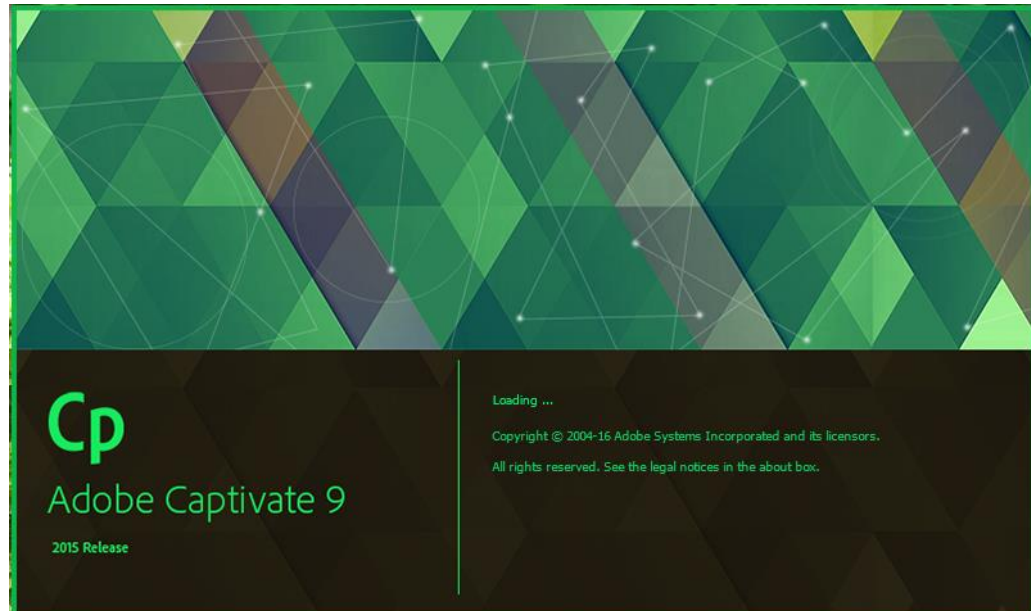 Cp
Adobe Captivate 9
2015 Release
Loading ...
Copyright © 2004-16 Adobe Systems Incorporated and its licensors.
All rights reserved. See the legal notices in the about box.